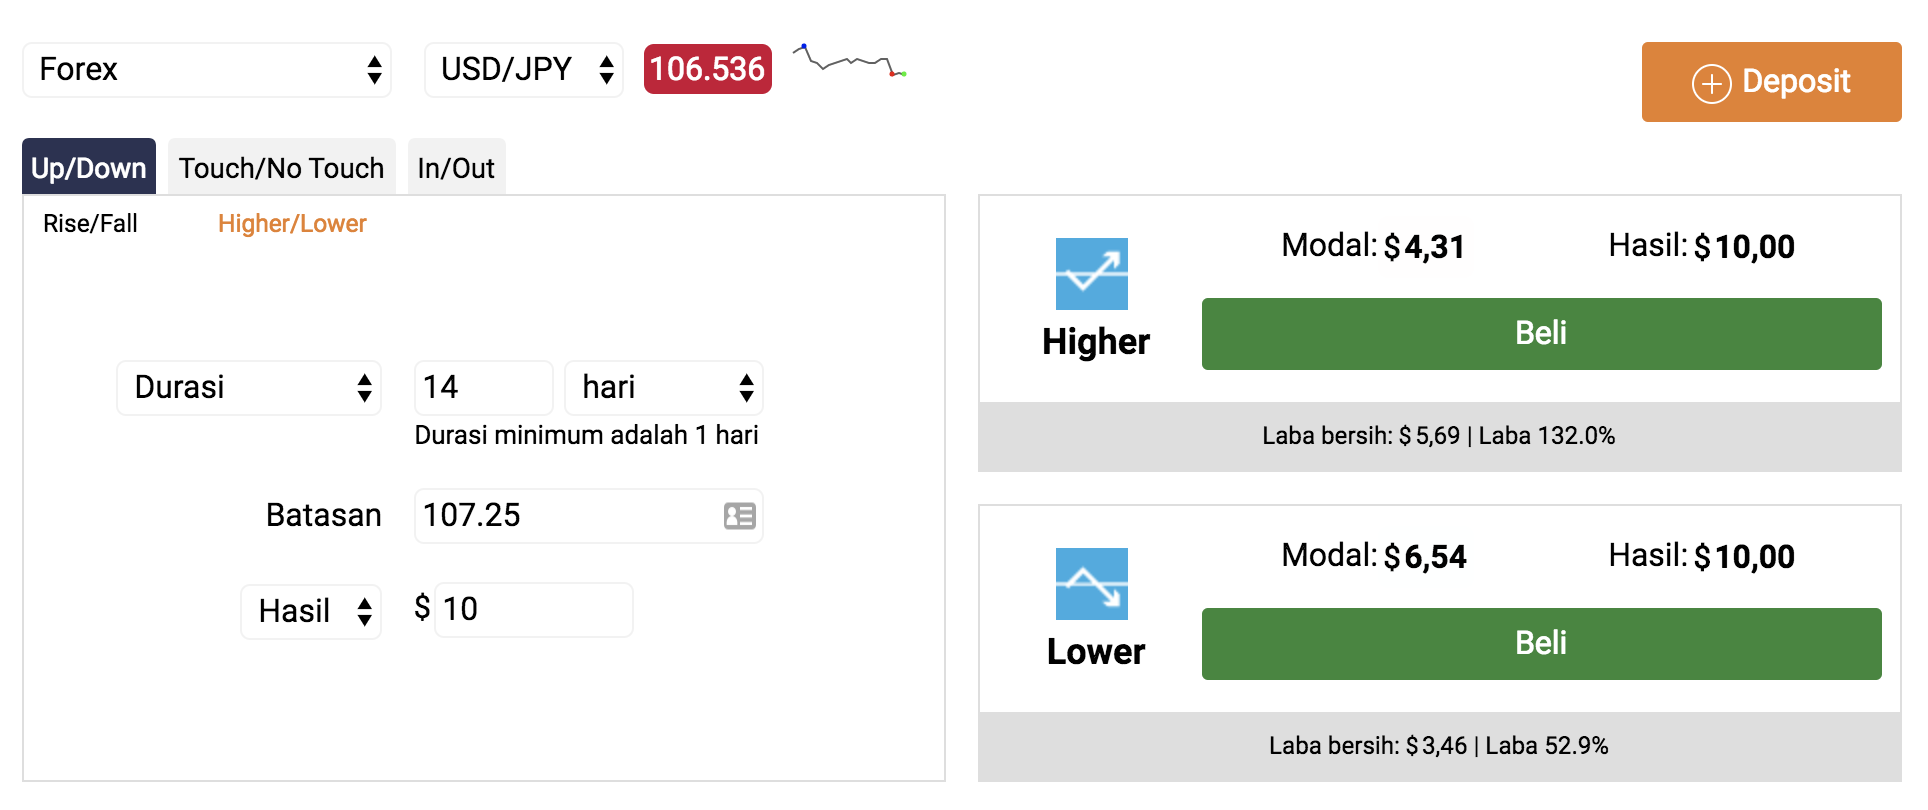 Forex
USD/JPY
106.536
Deposit
Up/Down
Touch/No Touch
In/Out
Rise/Fall
Higher/Lower
Durasi
14
hari
Durasi minimum adalah 1 hari
Batasan
107.25
Hasil
$ 10
Higher
Modal: $ 4,31
Hasil: $ 10,00
Beli
Laba bersih: $ 5,69 | Laba 132.0%
Lower
Modal: $ 6,54
Hasil: $ 10,00
Beli
Laba bersih: $ 3,46 | Laba 52.9%